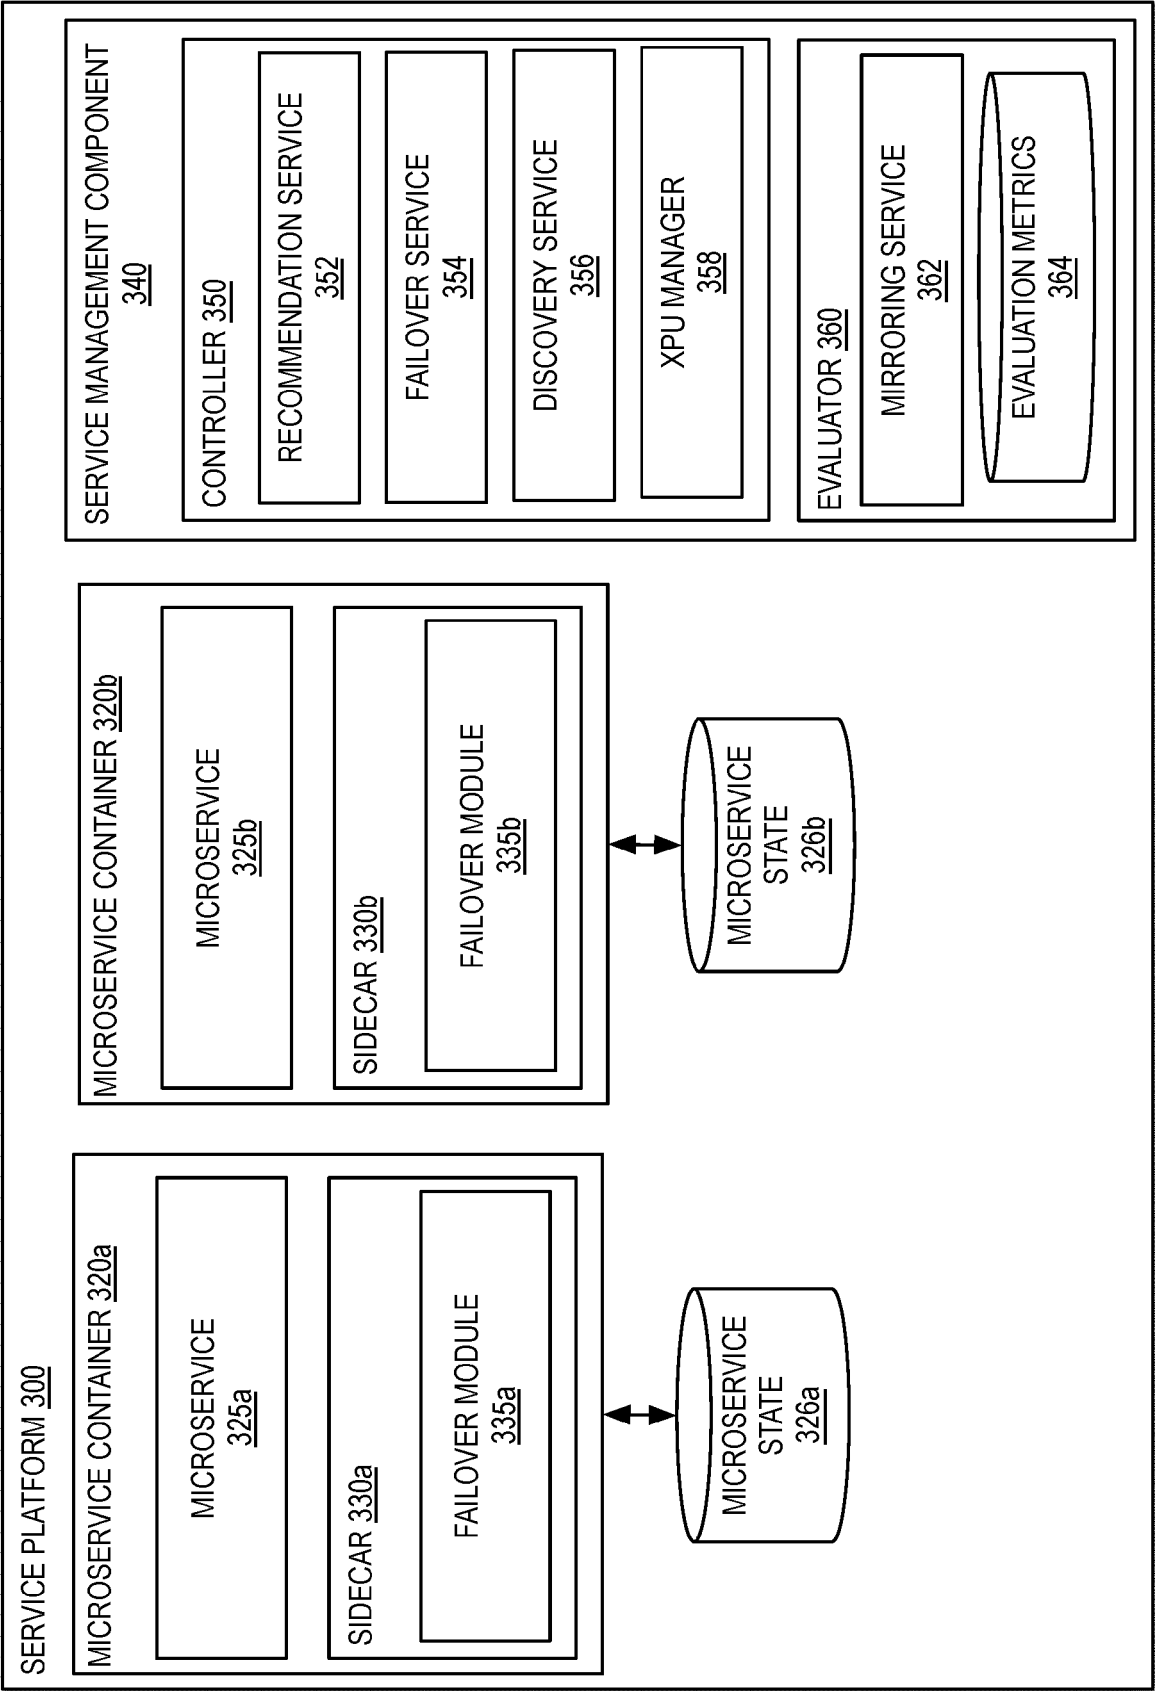 SERVICE PLATFORM 300
MICROSERVICE CONTAINER 320a
MICROSERVICE
325a
SIDECAR 330a
FAILOVER MODULE
335a
MICROSERVICE
STATE
326a
MICROSERVICE CONTAINER 320b
MICROSERVICE
325b
SIDECAR 330b
FAILOVER MODULE
335b
MICROSERVICE
STATE
326b
SERVICE MANAGEMENT COMPONENT
340
CONTROLLER 350
RECOMMENDATION SERVICE
352
FAILOVER SERVICE
354
DISCOVERY SERVICE
356
XPU MANAGER
358
EVALUATOR 360
MIRRORING SERVICE
362
EVALUATION METRICS
364